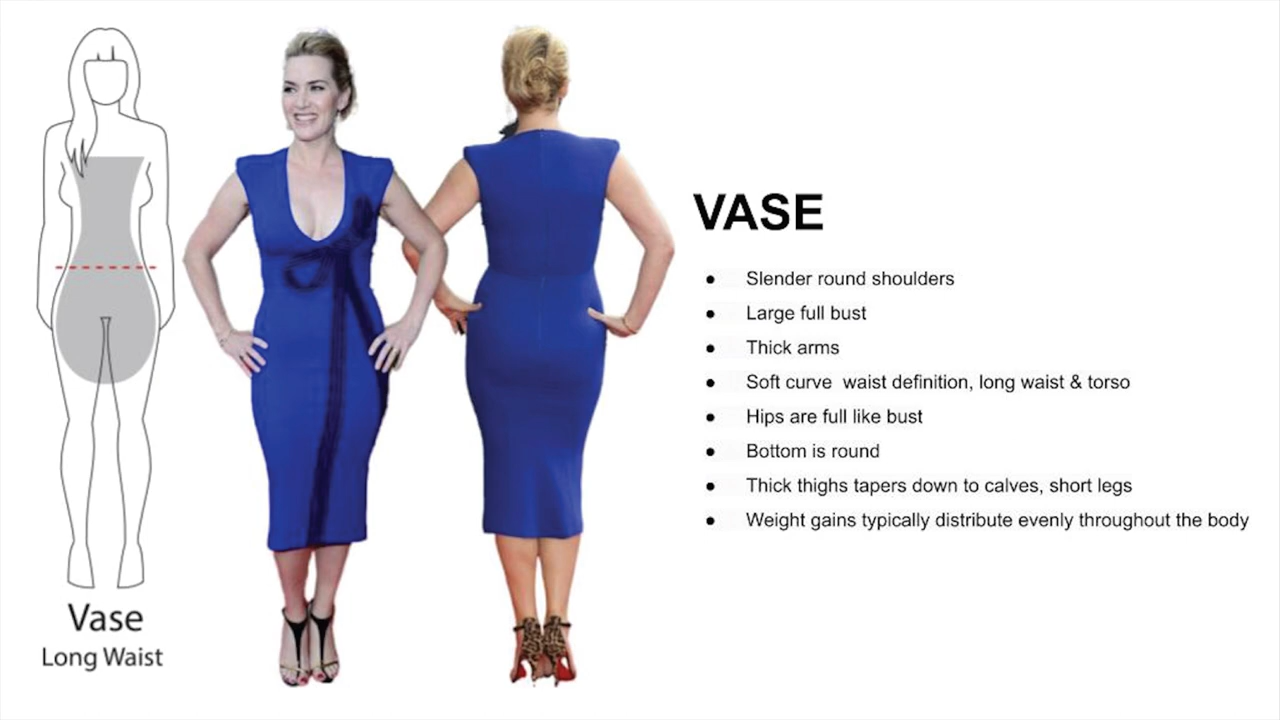 VASE
● Slender round shoulders
● Large full bust
● Thick arms
● Soft curve  waist definition, long waist & torso
● Hips are full like bust
● Bottom is round
● Thick thighs tapers down to calves, short legs
● Weight gains typically distribute evenly throughout the body
Vase
Long Waist